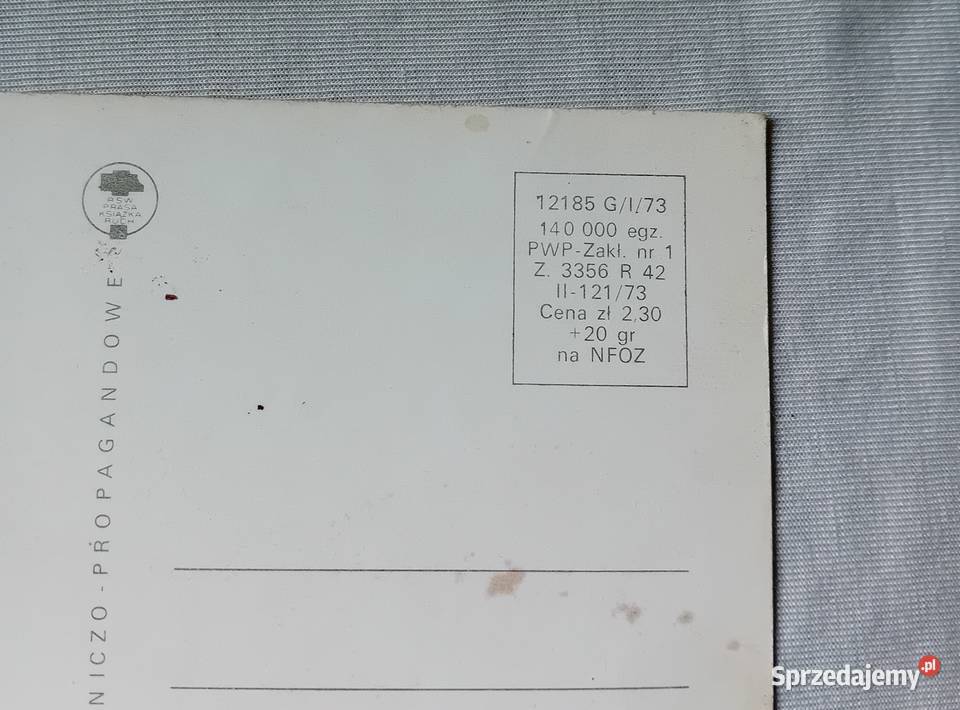 RSW
PRASA
KSIĄŻKA
RUCH
12185 G/I/73
140 000 egz.
PWP-Zakł. nr 1
Z. 3356 R 42
II-121/73
Cena zł 2,30
+20 gr
na NFOZ
NICZO-PROPAGANDOWE
Sprzedajemy.pl